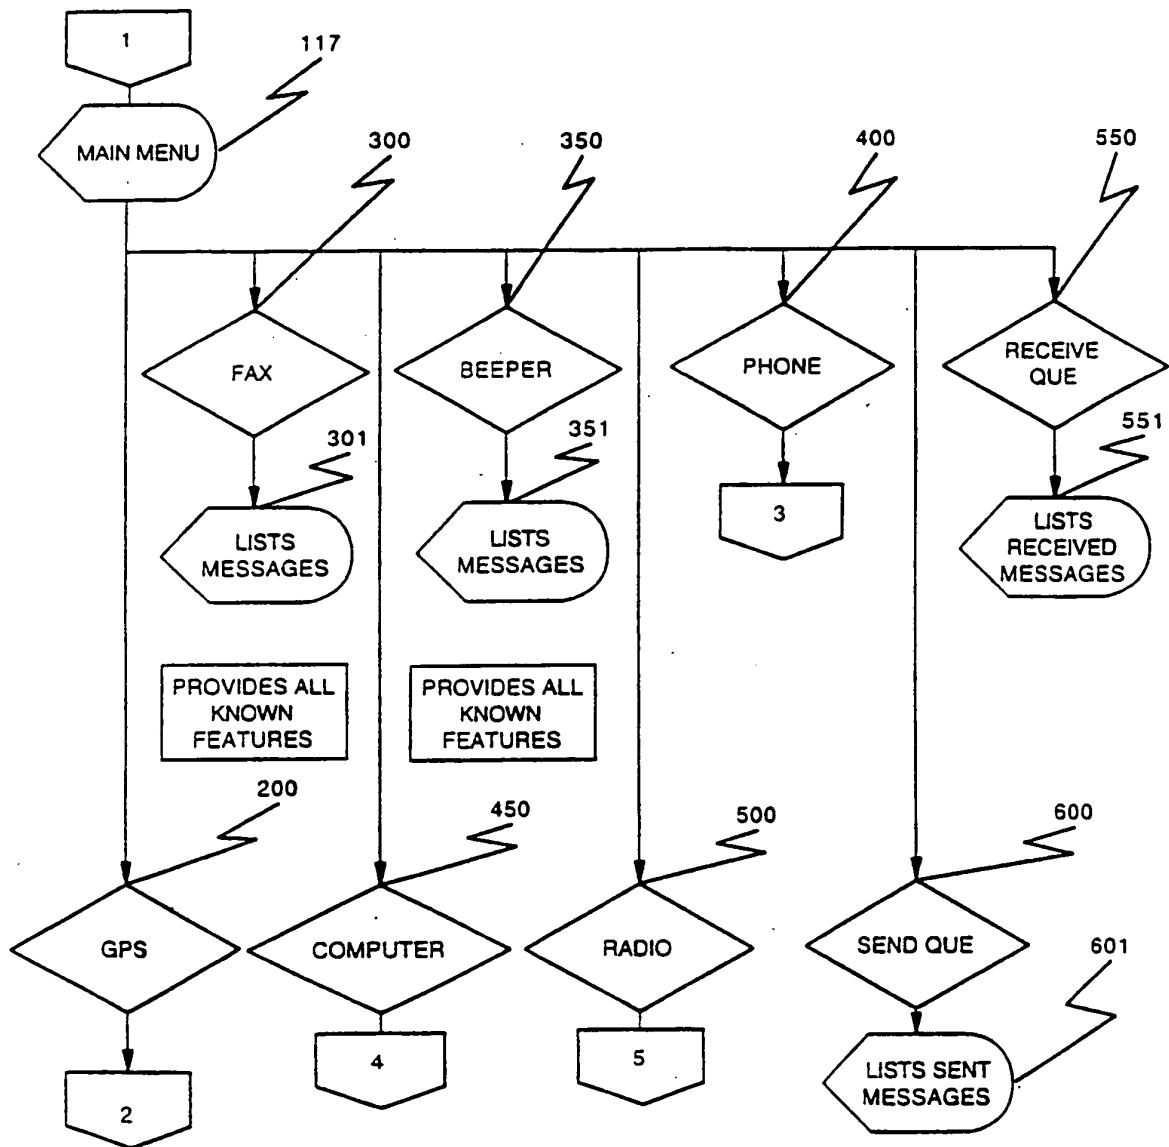 1
117
MAIN MENU
300
350
400
550
FAX
BEEPER
PHONE
RECEIVE
QUE
301
351
551
LISTS
MESSAGES
LISTS
MESSAGES
3
LISTS
RECEIVED
MESSAGES
PROVIDES ALL
KNOWN
FEATURES
PROVIDES ALL
KNOWN
FEATURES
200
450
500
600
GPS
COMPUTER
RADIO
SEND QUE
601
2
4
5
LISTS SENT
MESSAGES